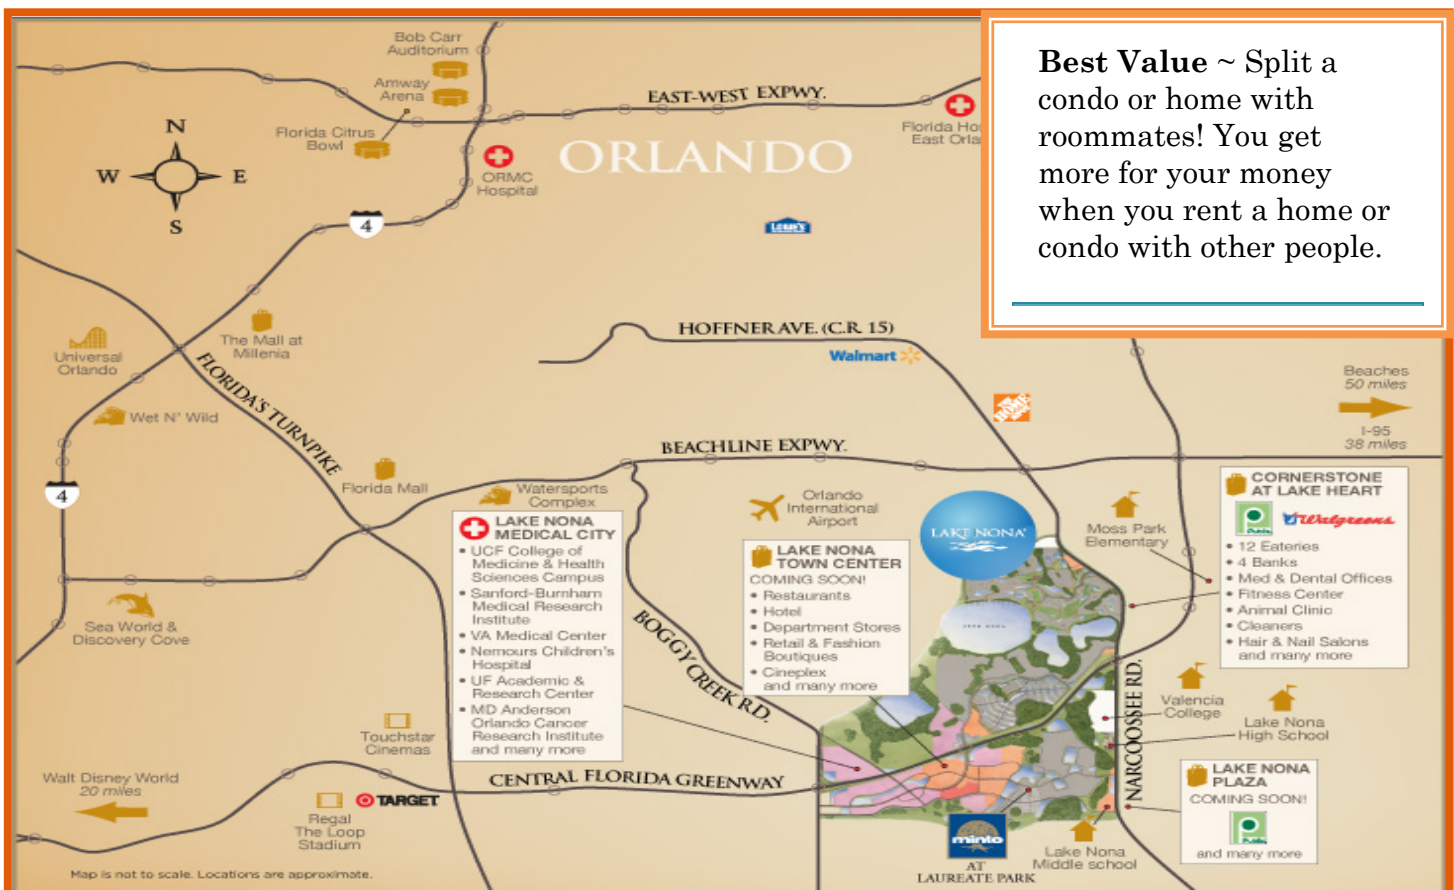 Best Value ~ Split a
condo or home with
roommates! You get
more for your money
when you rent a home or
condo with other people.
Bob Carr
Auditorium
Amway
Arena
Florida Citrus
Bowl
EAST-WEST EXPWY.
Florida Ho
East Orla
N
W
E
S
ORMC
Hospital
ORLANDO
4
LOWE'S
The Mall at
Millenia
Universal
Orlando
HOFFNER AVE. (C.R. 15)
Walmart
FLORIDA'S TURNPIKE
Wet N' Wild
THE HOME DEPOT
Beaches
50 miles
I-95
38 miles
BEACHLINE EXPWY.
4
Florida Mall
Watersports
Complex
Orlando
International
Airport
LAKE NONA
Moss Park
Elementary
CORNERSTONE
AT LAKE HEART
Publix
Walgreens
• 12 Eateries
• 4 Banks
• Med & Dental Offices
• Fitness Center
• Animal Clinic
• Cleaners
• Hair & Nail Salons
and many more
LAKE NONA
MEDICAL CITY
• UCF College of
Medicine & Health
Sciences Campus
• Sanford-Burnham
Medical Research
Institute
• VA Medical Center
• Nemours Children's
Hospital
• UF Academic &
Research Center
• MD Anderson
Orlando Cancer
Research Institute
and many more
LAKE NONA
TOWN CENTER
COMING SOON!
• Restaurants
• Hotel
• Department Stores
• Retail & Fashion
Boutiques
• Cineplex
and many more
LAKE NONA
Sea World &
Discovery Cove
BOGGY CREEK RD.
NARCOOSSEE RD.
Valencia
College
Lake Nona
High School
Touchstar
Cinemas
Walt Disney World
20 miles
CENTRAL FLORIDA GREENWAY
Regal
The Loop
Stadium
TARGET
LAKE NONA
PLAZA
COMING SOON!
Publix
and many more
minto
AT
LAUREATE PARK
Lake Nona
Middle school
Map is not to scale. Locations are approximate.